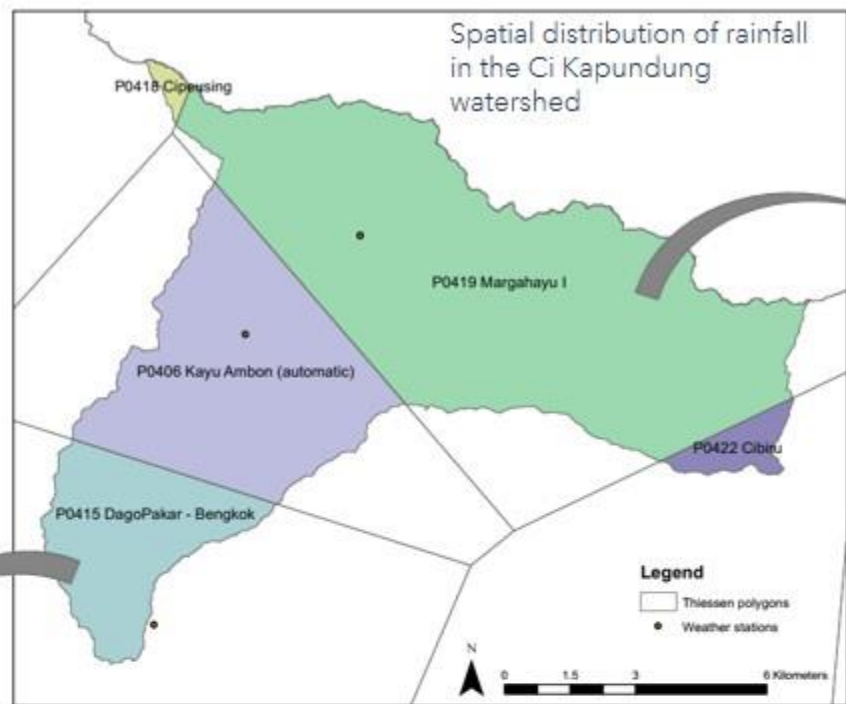 Spatial distribution of rainfall
in the Ci Kapundung
watershed
P0418 Cipeusing
P0419 Margahayu I
P0406 Kayu Ambon (automatic)
P0422 Cibiru
P0415 DagoPakar - Bengkok
Legend
Thiessen polygons
Weather stations
N
0 1.5 3 6 Kilometers